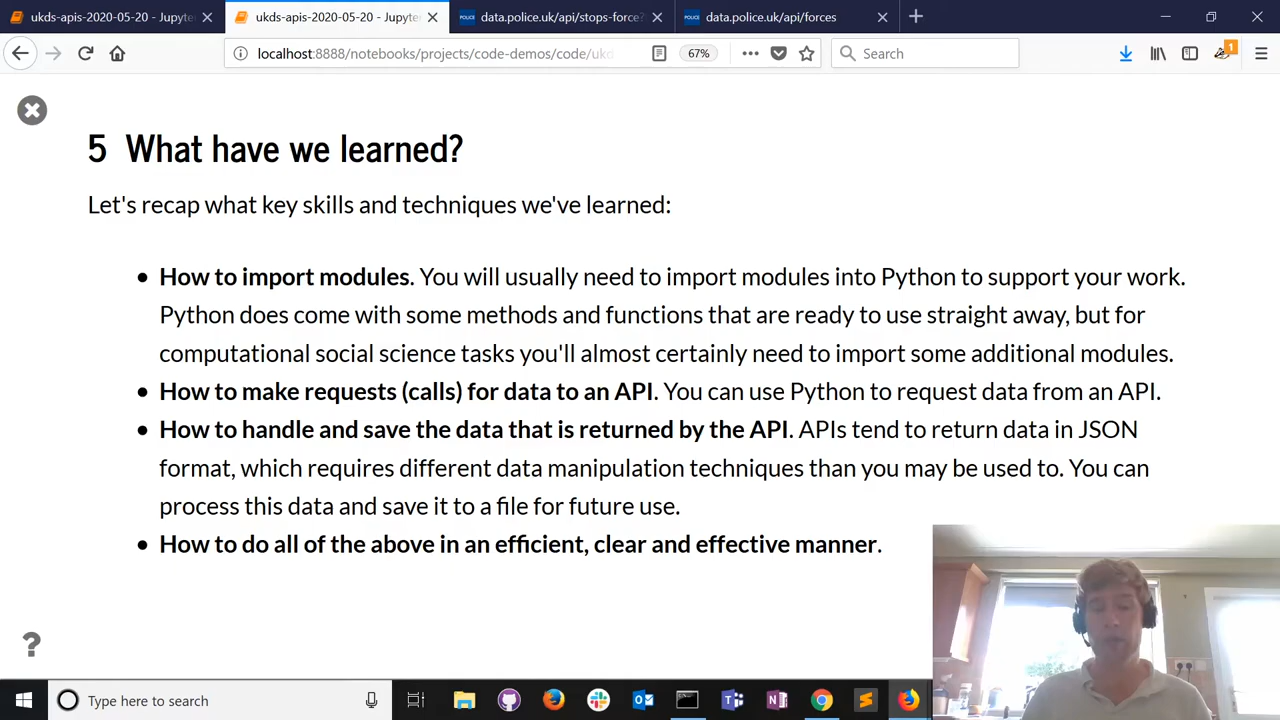 ukds-apis-2020-05-20 - Jupyte
ukds-apis-2020-05-20 - Jupyte
POLICE data.police.uk/api/stops-force?
POLICE data.police.uk/api/forces
localhost:8888/notebooks/projects/code-demos/code/ukd
67%
Search
1
5 What have we learned?
Let's recap what key skills and techniques we've learned:
• How to import modules. You will usually need to import modules into Python to support your work.
Python does come with some methods and functions that are ready to use straight away, but for
computational social science tasks you'll almost certainly need to import some additional modules.
• How to make requests (calls) for data to an API. You can use Python to request data from an API.
• How to handle and save the data that is returned by the API. APIs tend to return data in JSON
format, which requires different data manipulation techniques than you may be used to. You can
process this data and save it to a file for future use.
• How to do all of the above in an efficient, clear and effective manner.
?
Type here to search